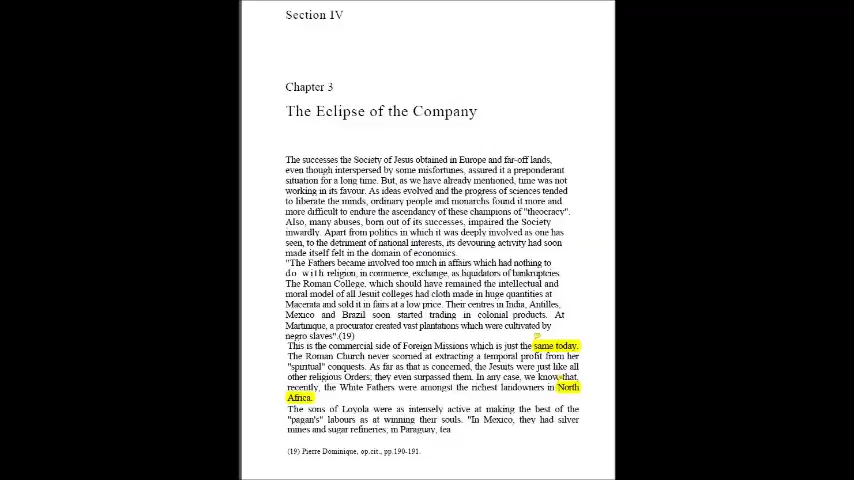 Section IV
Chapter 3
The Eclipse of the Company
The successes the Society of Jesus obtained in Europe and far-off lands,
even though interspersed by some misfortunes, assured it a preponderant
situation for a long time. But, as we have already mentioned, time was not
working in its favour. As ideas evolved and the progress of sciences tended
to liberate the minds, ordinary people and monarchs found it more and
more difficult to endure the ascendancy of these champions of "theocracy".
Also, many abuses, born out of its successes, impaired the Society
inwardly. Apart from politics in which it was deeply involved as one has
seen, to the detriment of national interests, its devouring activity had soon
made itself felt in the domain of economics.
"The Fathers became involved too much in affairs which had nothing to
do with religion, in commerce, exchange, as liquidators of bankruptcies.
The Roman College, which should have remained the intellectual and
moral model of all Jesuit colleges had cloth made in huge quantities at
Macerata and sold it in fairs at a low price. Their centres in India, Antilles,
Mexico and Brazil soon started trading in colonial products. At
Martinique, a procurator created vast plantations which were cultivated by
negro slaves".(19)
This is the commercial side of Foreign Missions which is just the same today.
The Roman Church never scorned at extracting a temporal profit from her
"spiritual" conquests. As far as that is concerned, the Jesuits were just like all
other religious Orders; they even surpassed them. In any case, we know that,
recently, the White Fathers were amongst the richest landowners in North
Africa.
The sons of Loyola were as intensely active at making the best of the
"pagan's" labours as at winning their souls. "In Mexico, they had silver
mines and sugar refineries, in Paraguay, tea
(19) Pierre Dominique, op.cit., pp.190-191.